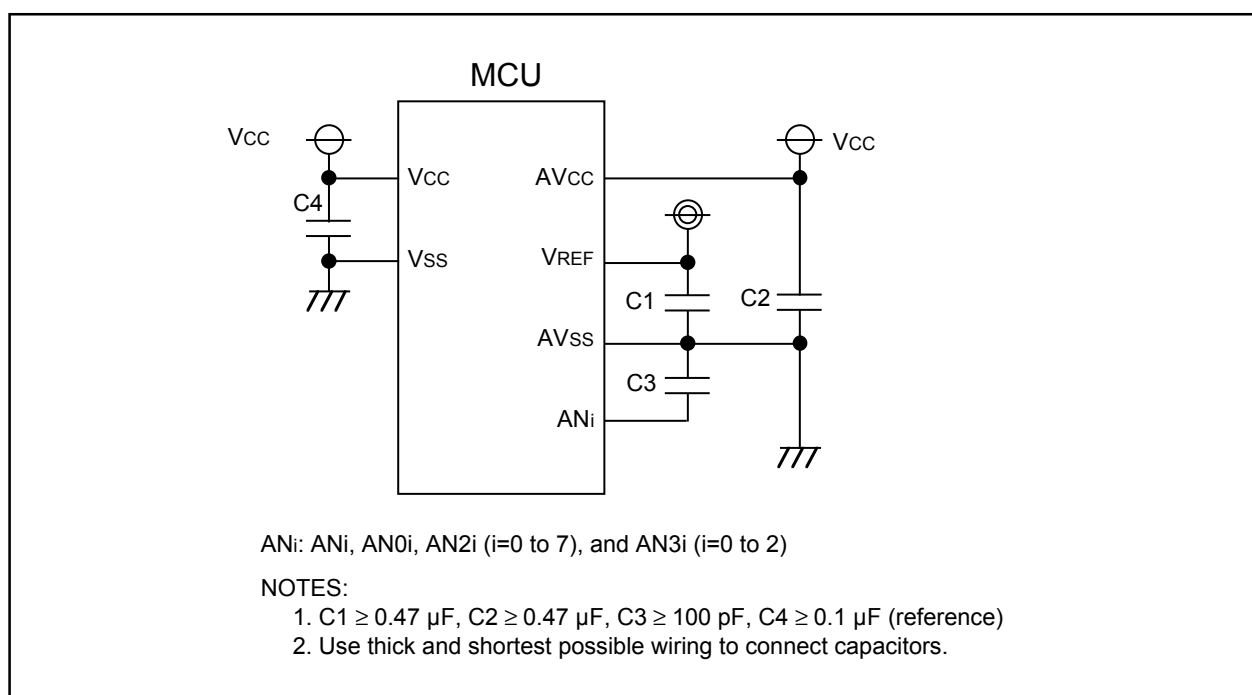 MCU
VCC
VCC
VCC
AVCC
C4
VSS
VREF
C1
C2
AVSS
C3
ANi
ANi: ANi, AN0i, AN2i (i=0 to 7), and AN3i (i=0 to 2)
NOTES:
1. C1 ≥ 0.47 µF, C2 ≥ 0.47 µF, C3 ≥ 100 pF, C4 ≥ 0.1 µF (reference)
2. Use thick and shortest possible wiring to connect capacitors.